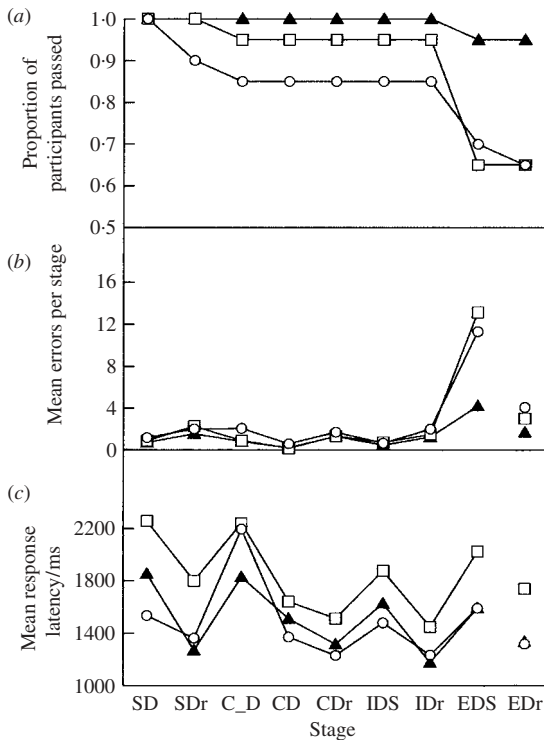 (a)
Proportion of
participants passed
1·0
0·9
0·8
0·7
0·6
0·5
(b)
Mean errors per stage
16
12
8
4
0
(c)
Mean response
latency/ms
2200
1800
1400
1000
SD SDr C_D CD CDr IDS IDr EDS EDr
Stage